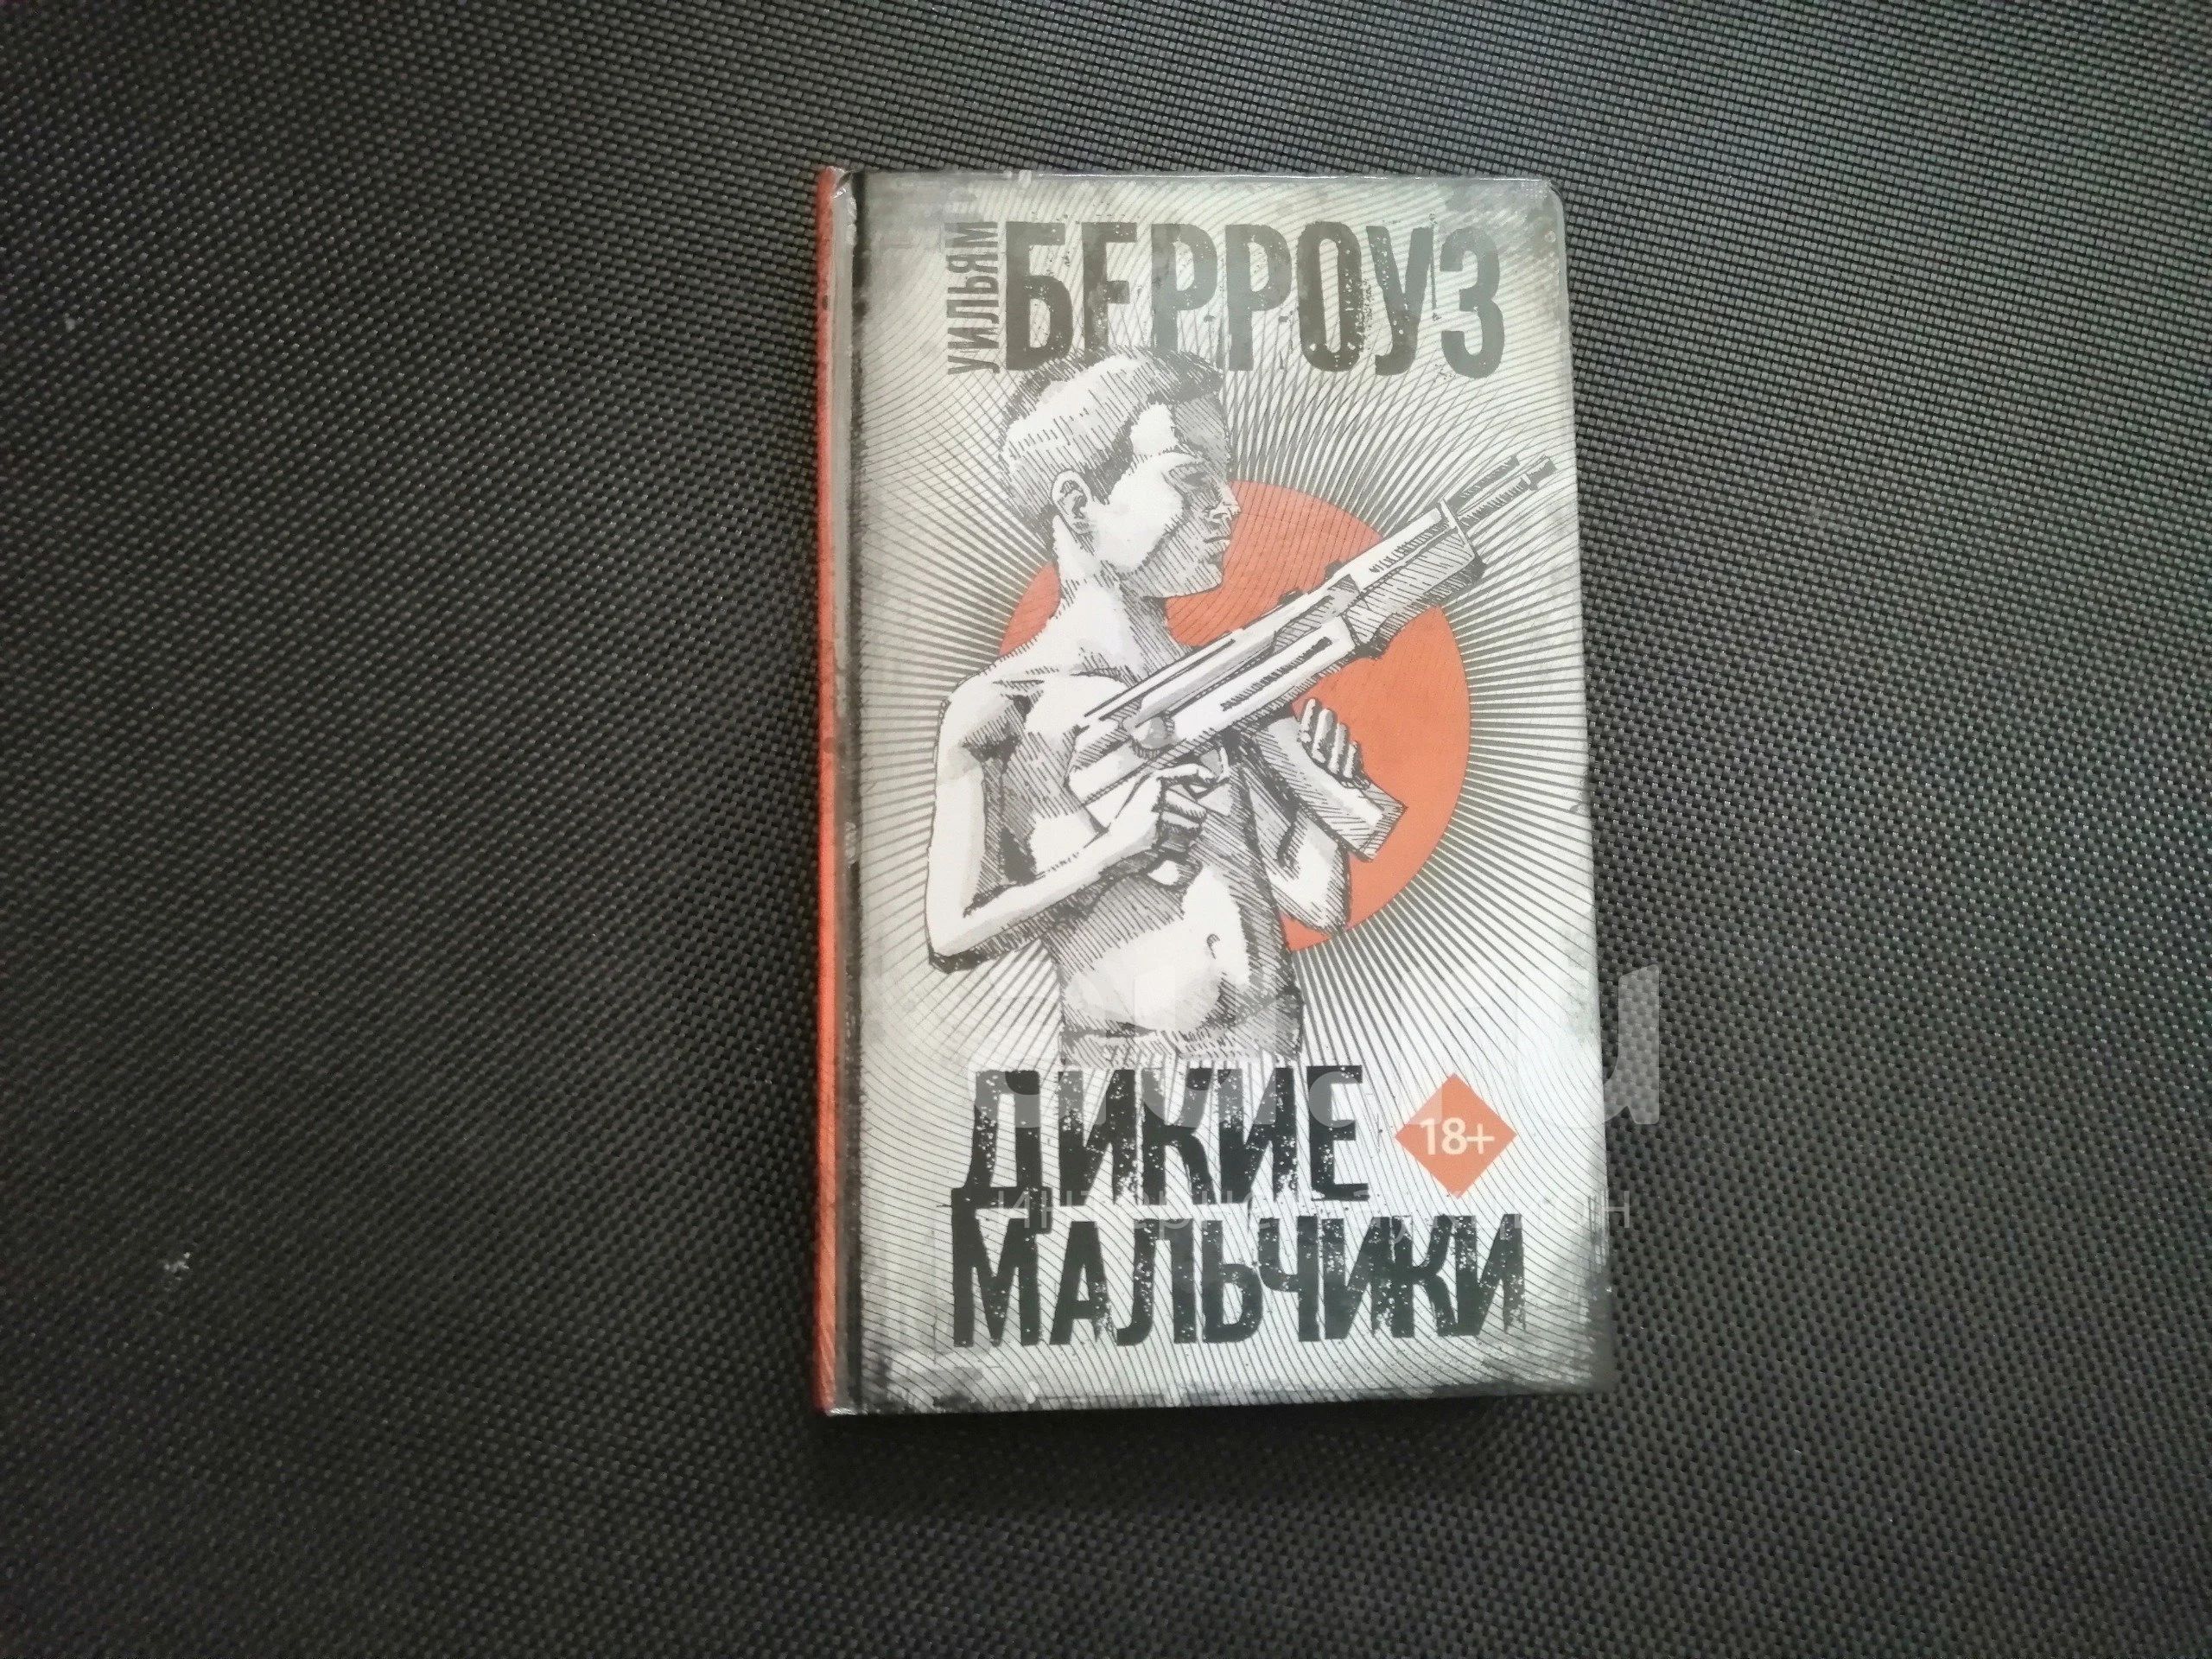 УИЛЬЯМ
БЕРРОУЗ
ДИКИЕ
18+
МАЛЬЧИКИ